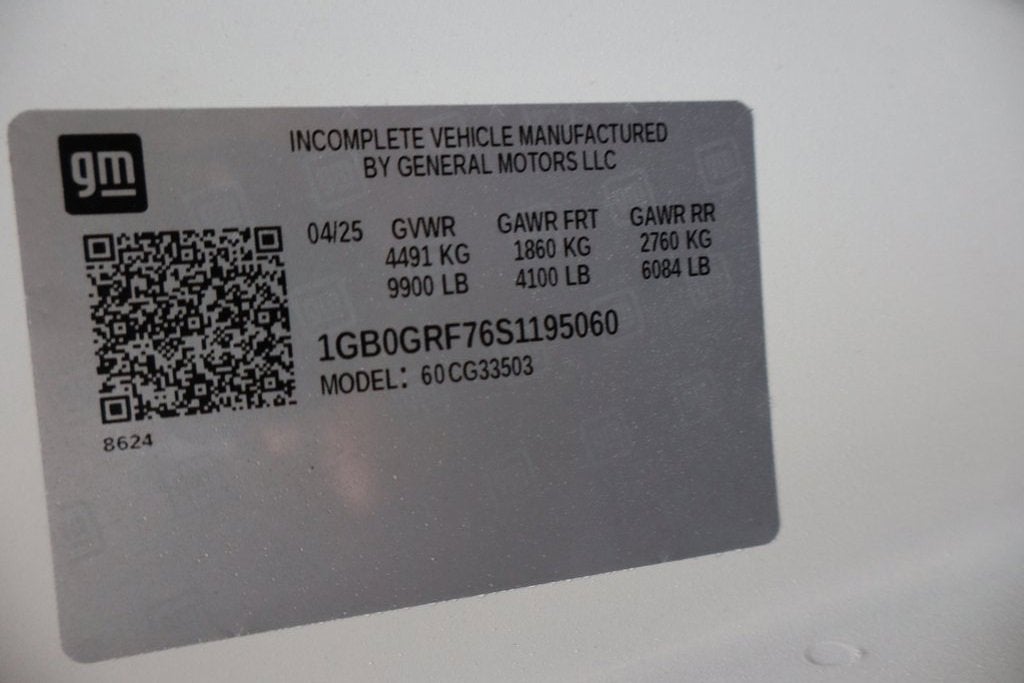 gm
INCOMPLETE VEHICLE MANUFACTURED
BY GENERAL MOTORS LLC
04/25 GVWR GAWR FRT GAWR RR
4491 KG 1860 KG 2760 KG
9900 LB 4100 LB 6084 LB
1GB0GRF76S1195060
MODEL: 60CG33503
8624